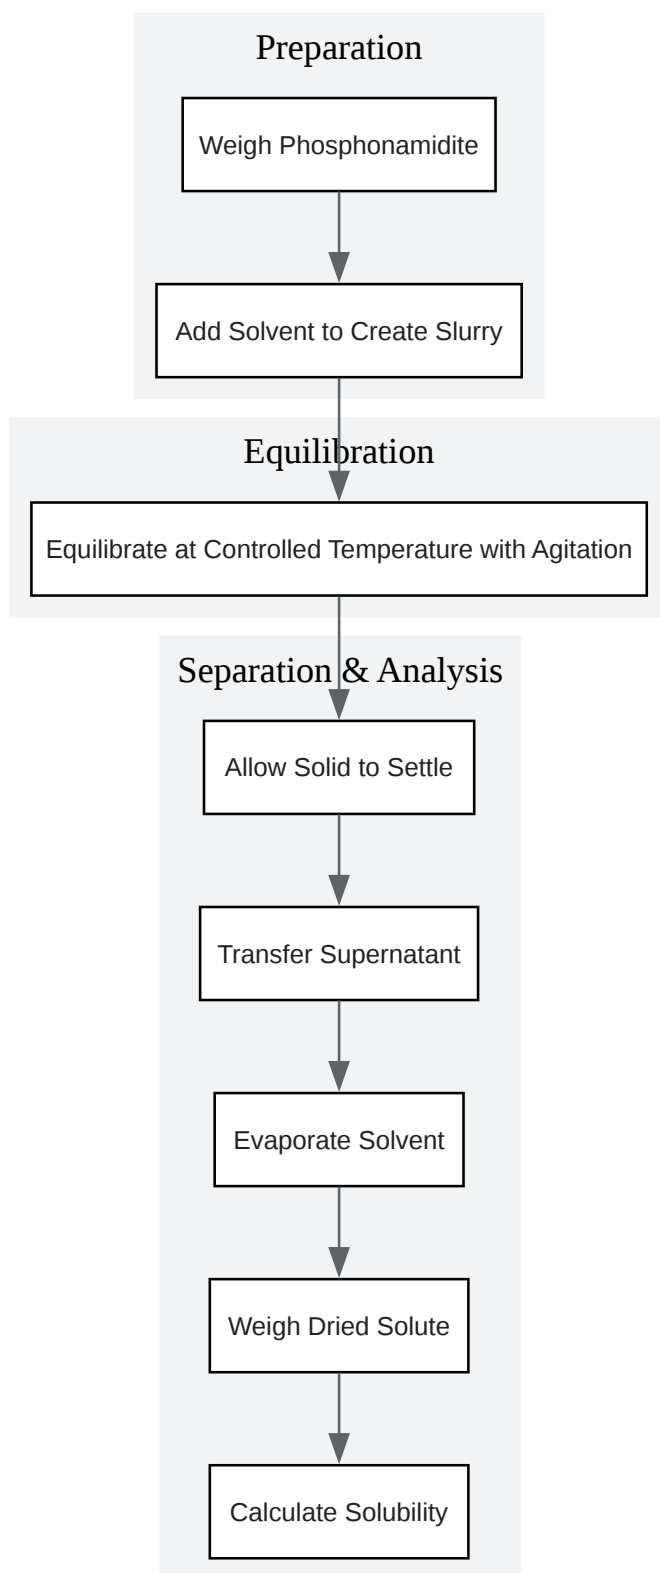 Preparation
Weigh Phosphonamidite
Add Solvent to Create Slurry
Equilibration
Equilibrate at Controlled Temperature with Agitation
Separation & Analysis
Allow Solid to Settle
Transfer Supernatant
Evaporate Solvent
Weigh Dried Solute
Calculate Solubility